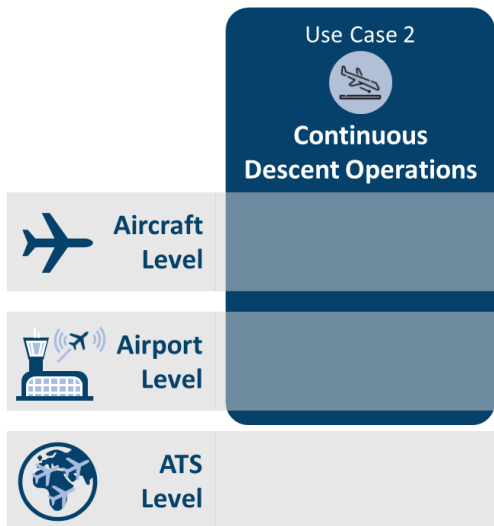 Use Case 2
Continuous
Descent Operations
Aircraft
Level
Airport
Level
ATS
Level